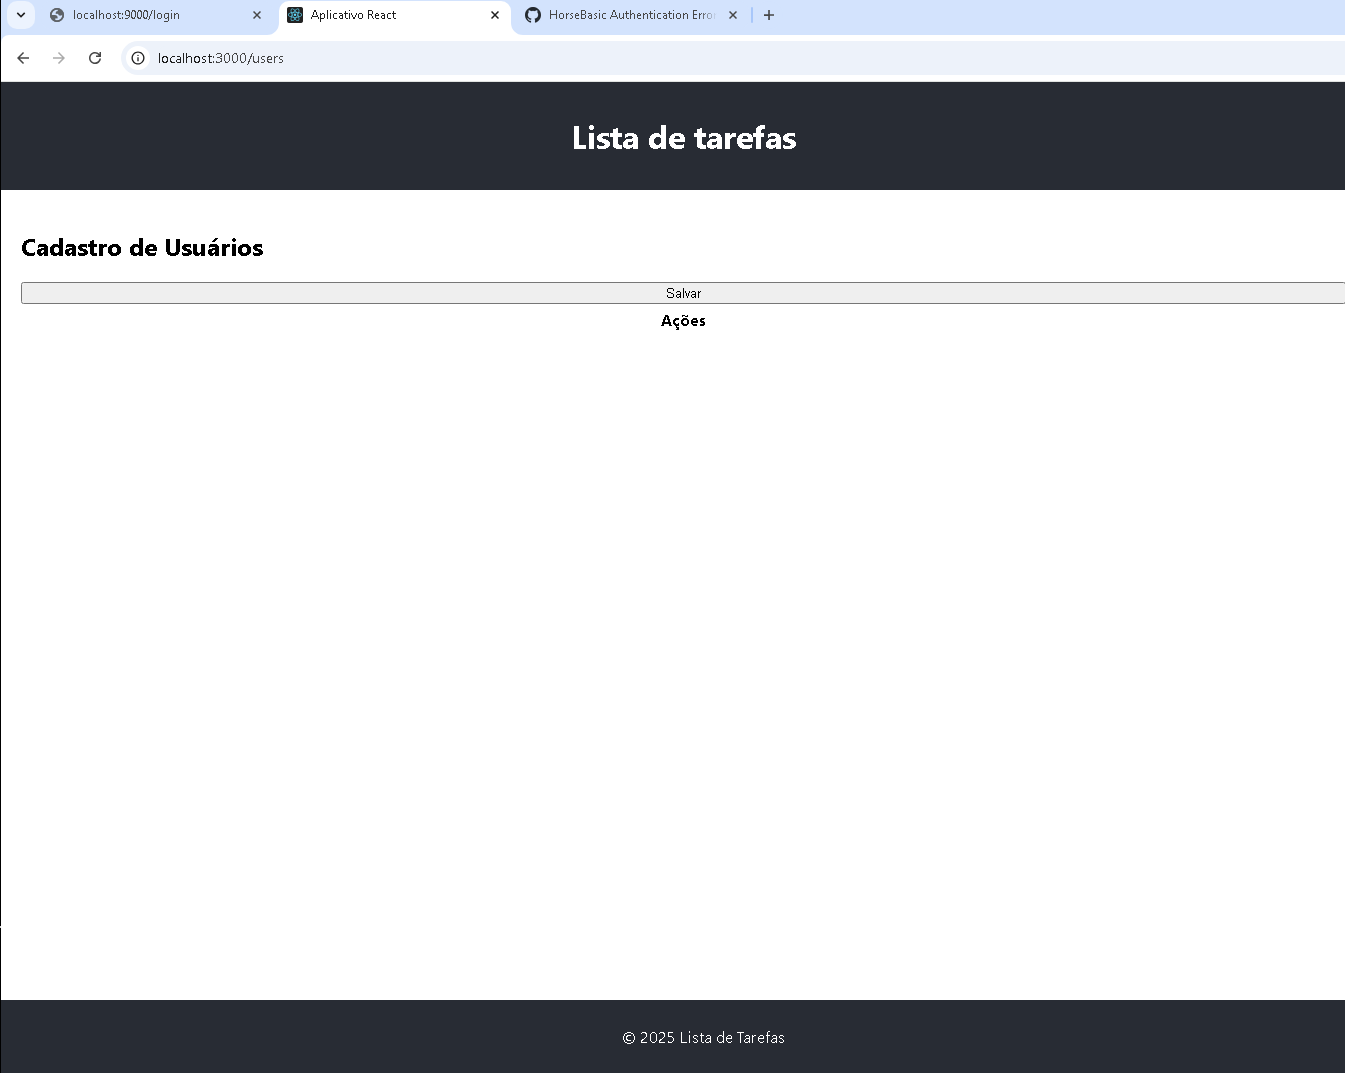 localhost:9000/login
Aplicativo React
HorseBasic Authentication Erro
localhost:3000/users
Lista de tarefas
Cadastro de Usuários
Salvar
Ações
© 2025 Lista de Tarefas